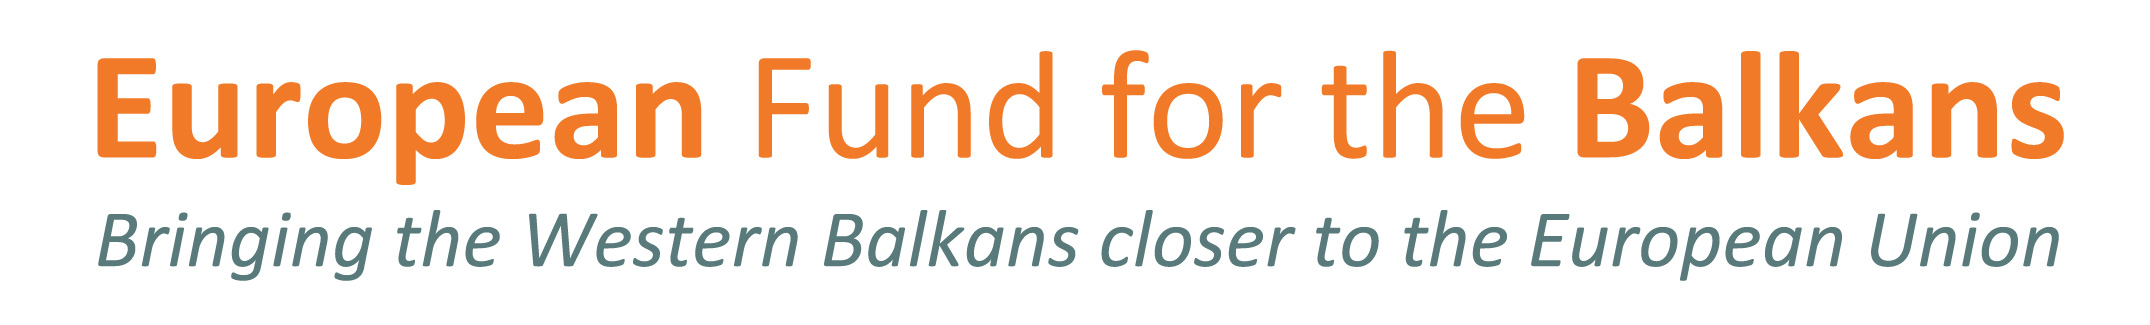 European Fund for the Balkans
Bringing the Western Balkans closer to the European Union